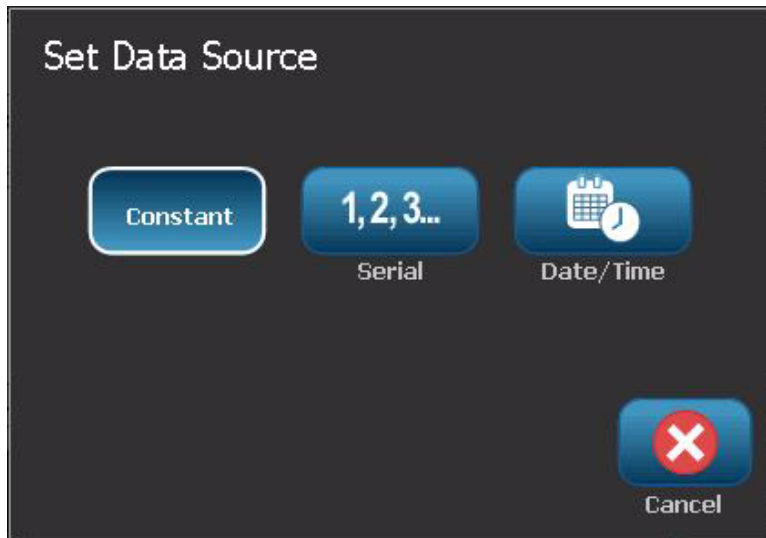 Set Data Source
Constant
1, 2, 3...
Serial
Date/Time
Cancel